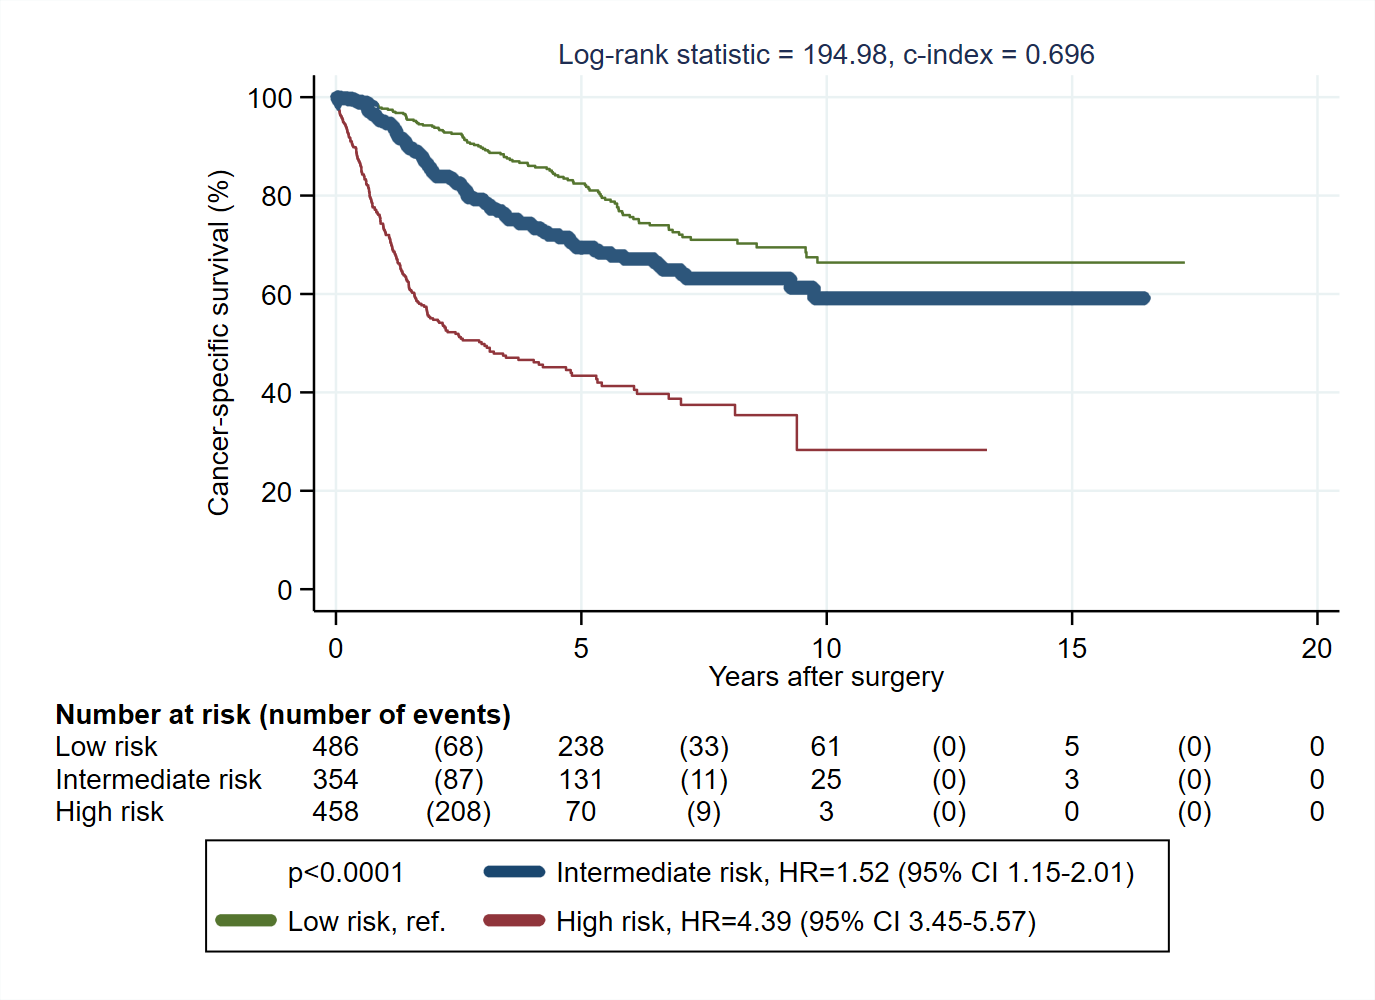 Log-rank statistic = 194.98, c-index = 0.696
Cancer-specific survival (%)
100
80
60
40
20
0
0 5 10 15 20
Years after surgery
Number at risk (number of events)
Low risk 486 (68) 238 (33) 61 (0) 5 (0) 0
Intermediate risk 354 (87) 131 (11) 25 (0) 3 (0) 0
High risk 458 (208) 70 (9) 3 (0) 0 (0) 0
p<0.0001 Intermediate risk, HR=1.52 (95% CI 1.15-2.01)
Low risk, ref. High risk, HR=4.39 (95% CI 3.45-5.57)